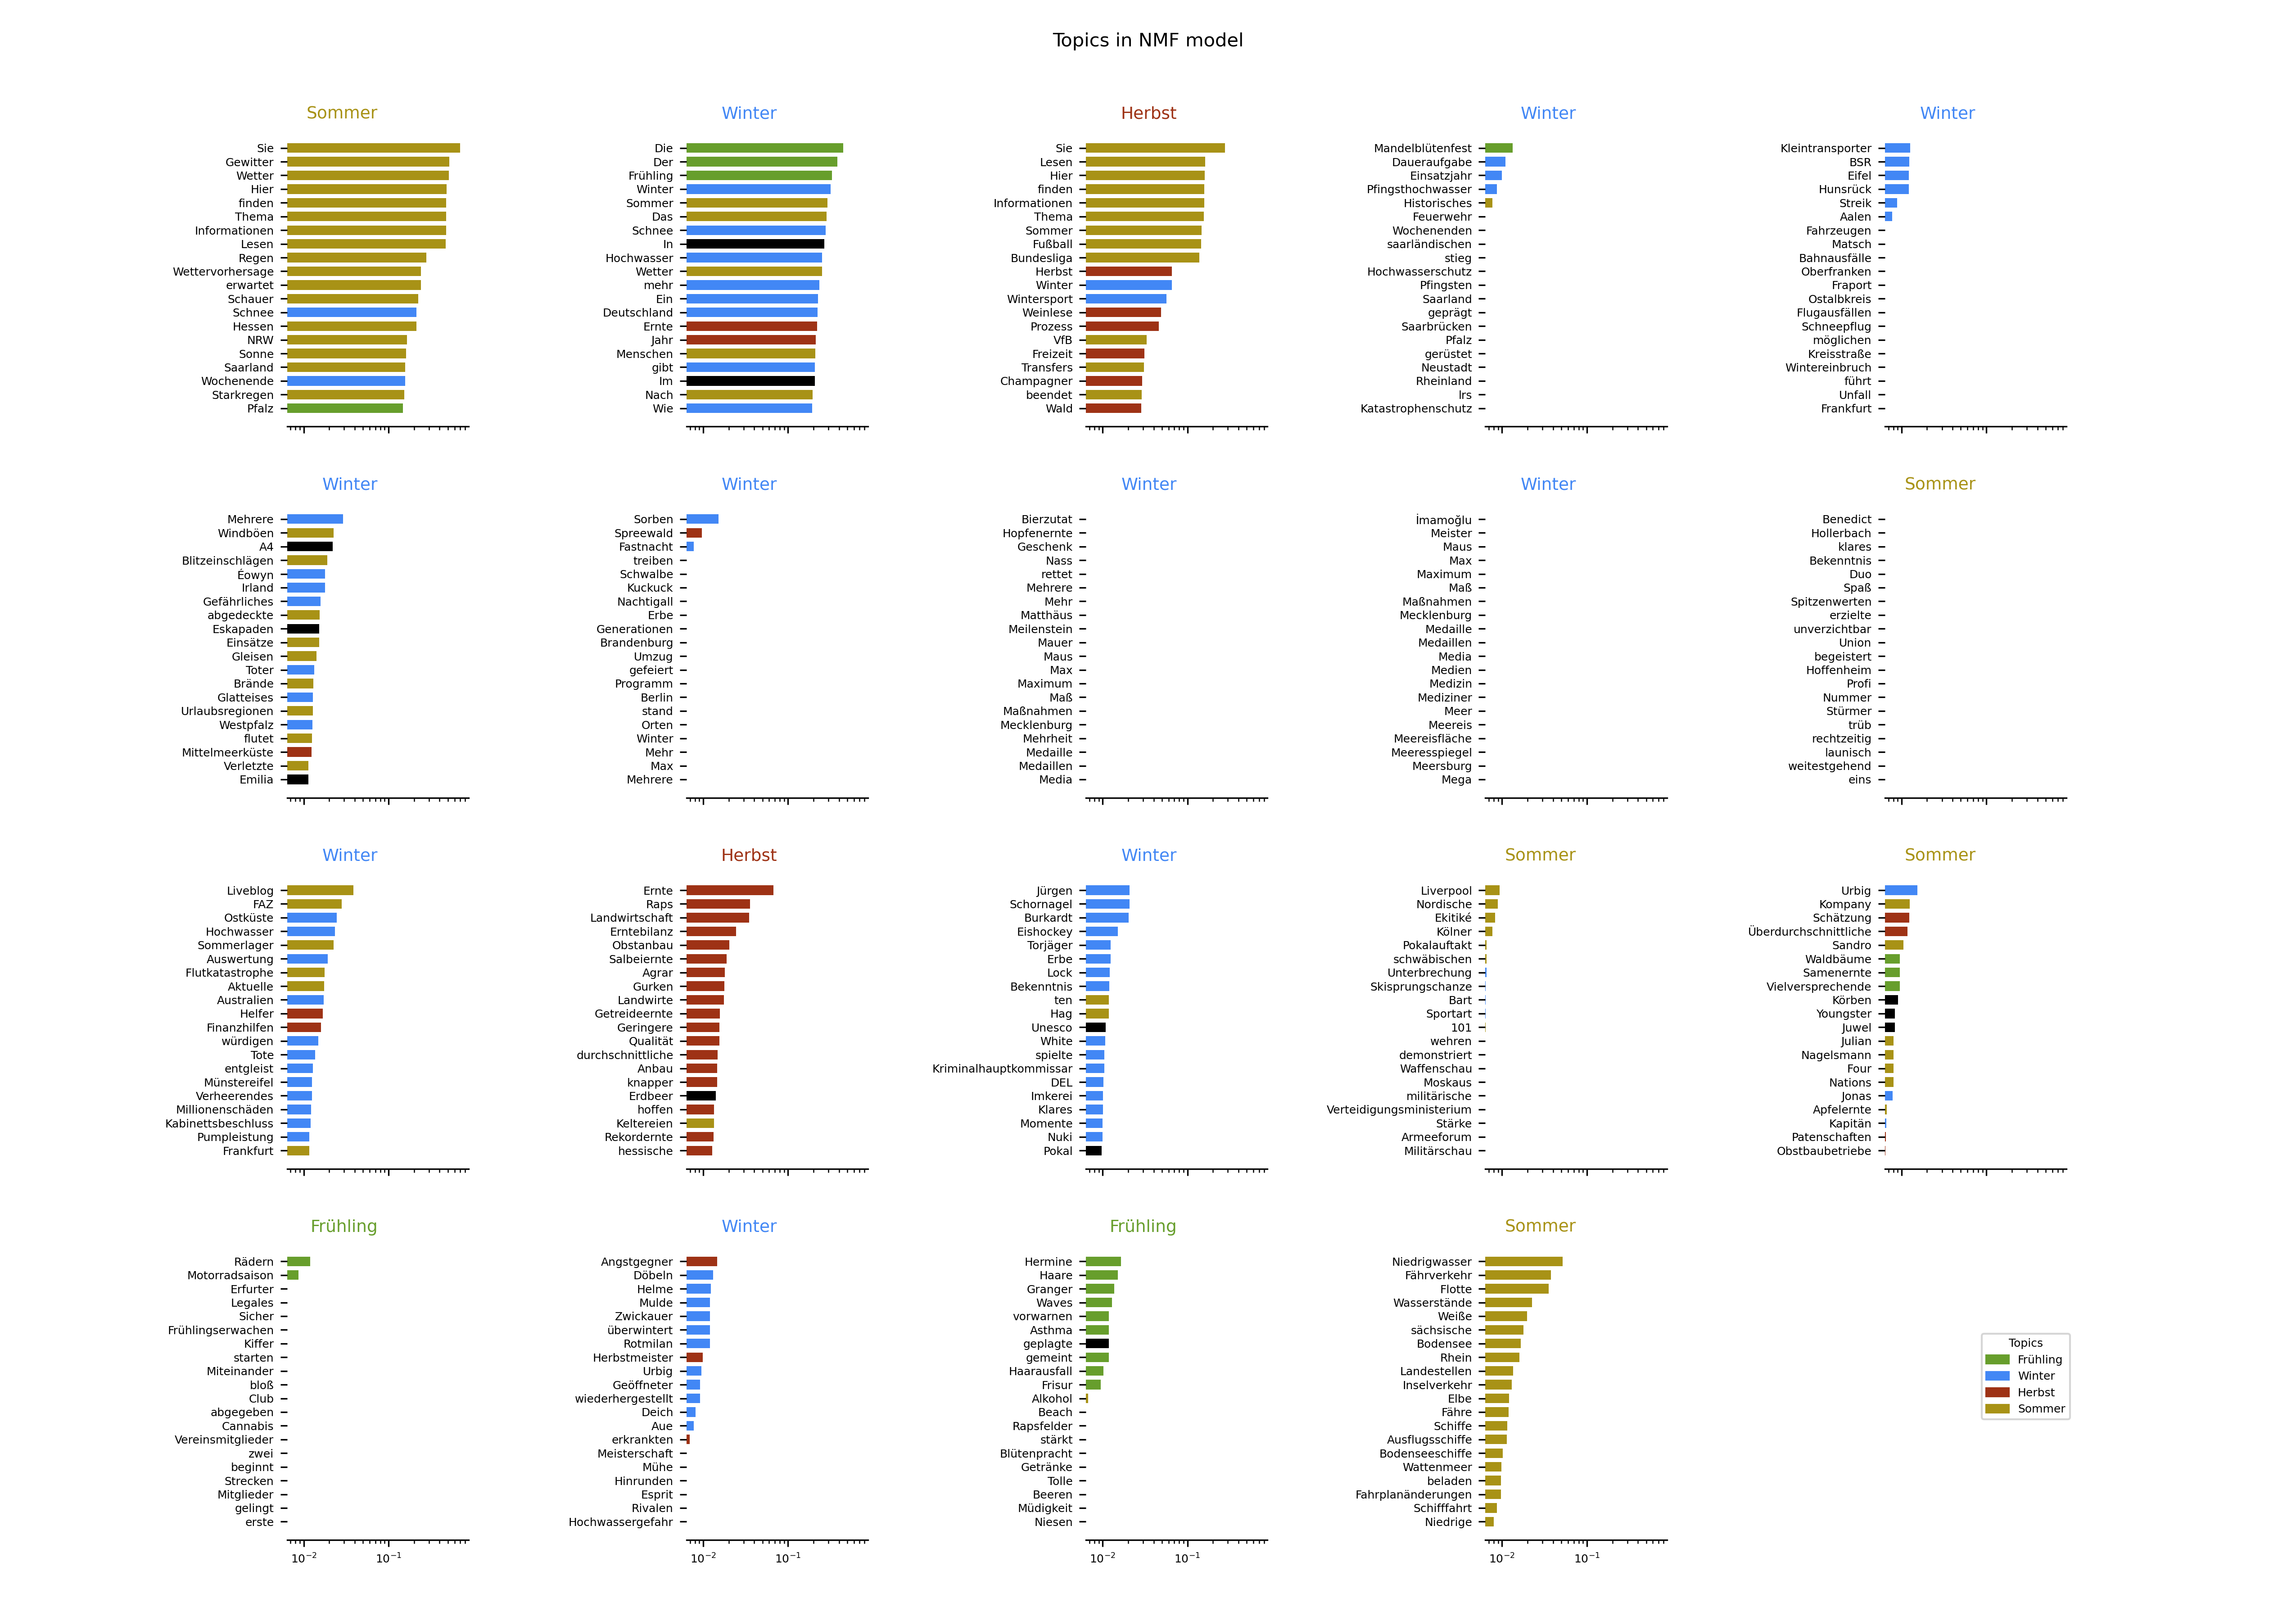 Topics in NMF model
Sommer
Sie
Gewitter
Wetter
Hier
finden
Thema
Informationen
Lesen
Regen
Wettervorhersage
erwartet
Schauer
Schnee
Hessen
NRW
Sonne
Saarland
Wochenende
Starkregen
Pfalz
Winter
Die
Der
Frühling
Winter
Sommer
Das
Schnee
In
Hochwasser
Wetter
mehr
Ein
Deutschland
Ernte
Jahr
Menschen
gibt
Im
Nach
Wie
Herbst
Sie
Lesen
Hier
finden
Informationen
Thema
Sommer
Fußball
Bundesliga
Herbst
Winter
Wintersport
Weinlese
Prozess
VfB
Freizeit
Transfers
Champagner
beendet
Wald
Winter
Mandelblütenfest
Daueraufgabe
Einsatzjahr
Pfingsthochwasser
Historisches
Feuerwehr
Wochenenden
saarländischen
stieg
Hochwasserschutz
Pfingsten
Saarland
geprägt
Saarbrücken
Pfalz
gerüstet
Neustadt
Rheinland
Irs
Katastrophenschutz
Winter
Kleintransporter
BSR
Eifel
Hunsrück
Streik
Aalen
Fahrzeugen
Matsch
Bahnausfälle
Oberfranken
Fraport
Ostalbkreis
Flugausfällen
Schneepflug
möglichen
Kreisstraße
Wintereinbruch
führt
Unfall
Frankfurt
Winter
Mehrere
Windböen
A4
Blitzeinschlägen
Éowyn
Irland
Gefährliches
abgedeckte
Eskapaden
Einsätze
Gleisen
Toter
Brände
Glatteises
Urlaubsregionen
Westpfalz
flutet
Mittelmeerküste
Verletzte
Emilia
Winter
Sorben
Spreewald
Fastnacht
treiben
Schwalbe
Kuckuck
Nachtigall
Erbe
Generationen
Brandenburg
Umzug
gefeiert
Programm
Berlin
stand
Orten
Winter
Mehr
Max
Mehrere
Winter
Bierzutat
Hopfenernte
Geschenk
Nass
rettet
Mehrere
Mehr
Matthäus
Meilenstein
Mauer
Maus
Max
Maximum
Maß
Maßnahmen
Mecklenburg
Mehrheit
Medaille
Medaillen
Media
Winter
İmamoğlu
Meister
Maus
Max
Maximum
Maß
Maßnahmen
Mecklenburg
Medaille
Medaillen
Media
Medien
Medizin
Mediziner
Meer
Meereis
Meereisfläche
Meeresspiegel
Meersburg
Mega
Sommer
Benedict
Hollerbach
klares
Bekenntnis
Duo
Spaß
Spitzenwerten
erzielte
unverzichtbar
Union
begeistert
Hoffenheim
Profi
Nummer
Stürmer
trüb
rechtzeitig
launisch
weitestgehend
eins
Winter
Liveblog
FAZ
Ostküste
Hochwasser
Sommerlager
Auswertung
Flutkatastrophe
Aktuelle
Australien
Helfer
Finanzhilfen
würdigen
Tote
entgleist
Münstereifel
Verheerendes
Millionenschäden
Kabinettsbeschluss
Pumpleistung
Frankfurt
Herbst
Ernte
Raps
Landwirtschaft
Erntebilanz
Obstanbau
Salbeiernte
Agrar
Gurken
Landwirte
Getreideernte
Geringere
Qualität
durchschnittliche
Anbau
knapper
Erdbeer
hoffen
Keltereien
Rekordernte
hessische
Winter
Jürgen
Schornagel
Burkardt
Eishockey
Torjäger
Erbe
Lock
Bekenntnis
ten
Hag
Unesco
White
spielte
Kriminalhauptkommissar
DEL
Imkerei
Klares
Momente
Nuki
Pokal
Sommer
Liverpool
Nordische
Ekitiké
Kölner
Pokalauftakt
schwäbischen
Unterbrechung
Skisprungschanze
Bart
Sportart
101
wehren
demonstriert
Waffenschau
Moskaus
militärische
Verteidigungsministerium
Stärke
Armeeforum
Militärschau
Sommer
Urbig
Kompany
Schätzung
Überdurchschnittliche
Sandro
Waldbäume
Samenernte
Vielversprechende
Körben
Youngster
Juwel
Julian
Nagelsmann
Four
Nations
Jonas
Apfelernte
Kapitän
Patenschaften
Obstbaubetriebe
Frühling
Rädern
Motorradsaison
Erfurter
Legales
Sicher
Frühlingserwachen
Kiffer
starten
Miteinander
bloß
Club
abgegeben
Cannabis
Vereinsmitglieder
zwei
beginnt
Strecken
Mitglieder
gelingt
erste
10⁻² 10⁻¹
Winter
Angstgegner
Döbeln
Helme
Mulde
Zwickauer
überwintert
Rotmilan
Herbstmeister
Urbig
Geöffneter
wiederhergestellt
Deich
Aue
erkrankten
Meisterschaft
Mühe
Hinrunden
Esprit
Rivalen
Hochwassergefahr
10⁻² 10⁻¹
Frühling
Hermine
Haare
Granger
Waves
vorwarnen
Asthma
geplagte
gemeint
Haarausfall
Frisur
Alkohol
Beach
Rapsfelder
stärkt
Blütenpracht
Getränke
Tolle
Beeren
Müdigkeit
Niesen
10⁻² 10⁻¹
Sommer
Niedrigwasser
Fährverkehr
Flotte
Wasserstände
Weiße
sächsische
Bodensee
Rhein
Landestellen
Inselverkehr
Elbe
Fähre
Schiffe
Ausflugsschiffe
Bodenseeschiffe
Wattenmeer
beladen
Fahrplanänderungen
Schifffahrt
Niedrige
10⁻² 10⁻¹
Topics
Frühling
Winter
Herbst
Sommer